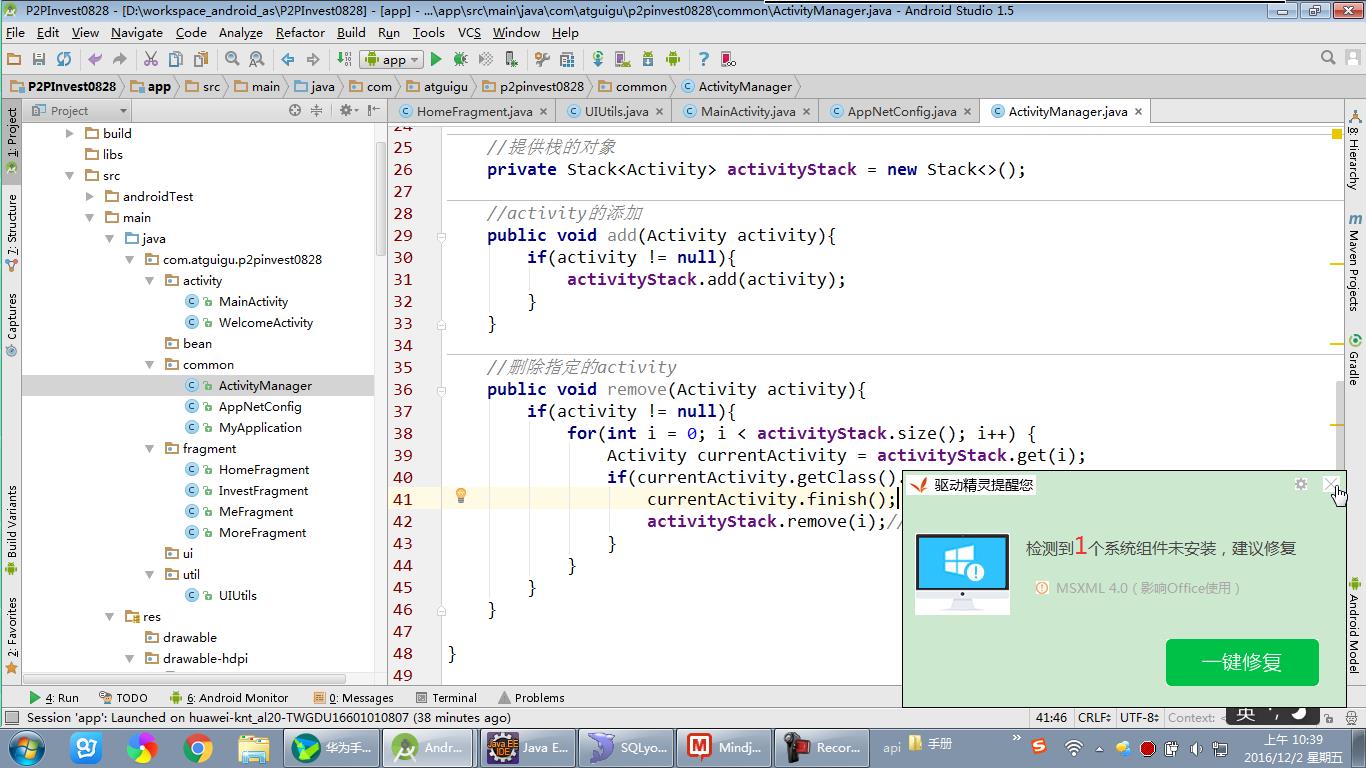 P2PInvest0828 - [D:\workspace_android_as\P2PInvest0828] - [app] - ...\app\src\main\java\com\atguigu\p2pinvest0828\common\ActivityManager.java - Android Studio 1.5
File Edit View Navigate Code Analyze Refactor Build Run Tools VCS Window Help
app
P2PInvest0828 app src main java com atguigu p2pinvest0828 common ActivityManager
Project
HomeFragment.java UIUtils.java MainActivity.java AppNetConfig.java ActivityManager.java
1: Project
7: Structure
Captures
Build Variants
2: Favorites
build
libs
src
androidTest
main
java
com.atguigu.p2pinvest0828
activity
MainActivity
WelcomeActivity
bean
common
ActivityManager
AppNetConfig
MyApplication
fragment
HomeFragment
InvestFragment
MeFragment
MoreFragment
ui
util
UIUtils
res
drawable
drawable-hdpi
24
25 //提供栈的对象
26 private Stack<Activity> activityStack = new Stack<>();
27
28 //activity的添加
29 public void add(Activity activity){
30 if(activity != null){
31 activityStack.add(activity);
32 }
33 }
34
35 //删除指定的activity
36 public void remove(Activity activity){
37 if(activity != null){
38 for(int i = 0; i < activityStack.size(); i++) {
39 Activity currentActivity = activityStack.get(i);
40 if(currentActivity.getClass().
41 currentActivity.finish();
42 activityStack.remove(i);//
43 }
44 }
45 }
46 }
47
48 }
49
8: Hierarchy
Maven Projects
Gradle
Android Model
驱动精灵提醒您
检测到1个系统组件未安装，建议修复
MSXML 4.0（影响Office使用）
一键修复
4: Run TODO 6: Android Monitor 0: Messages Terminal Problems
Session 'app': Launched on huawei-knt_al20-TWGDU16601010807 (38 minutes ago)
41:46 CRLF UTF-8 Context:
英
华为手... Andr... Java E... SQLyo... Mindj... Recor... api 手册
上午 10:39
2016/12/2 星期五